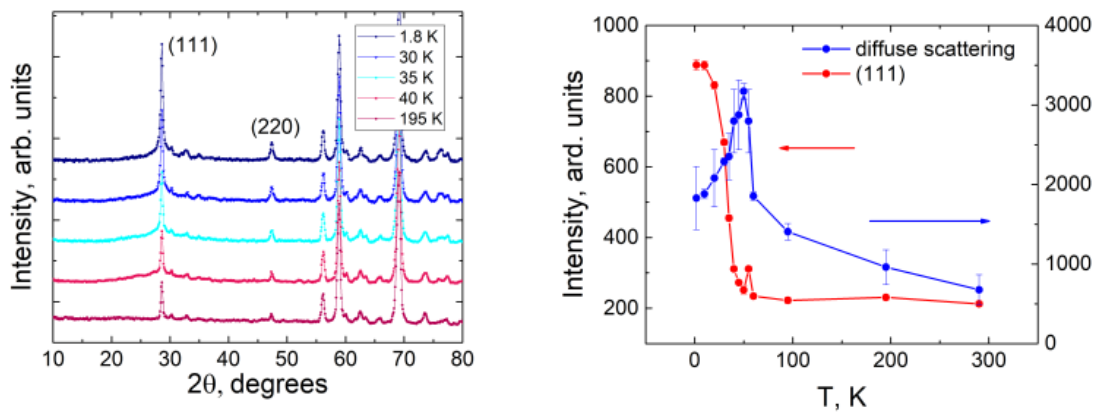 Intensity, arb. units
(111)
(220)
1.8 K
30 K
35 K
40 K
195 K
10 20 30 40 50 60 70 80
2θ, degrees
Intensity, ard. units
1000
800
600
400
200
diffuse scattering
(111)
4000
3000
2000
1000
0
0 100 200 300
T, K